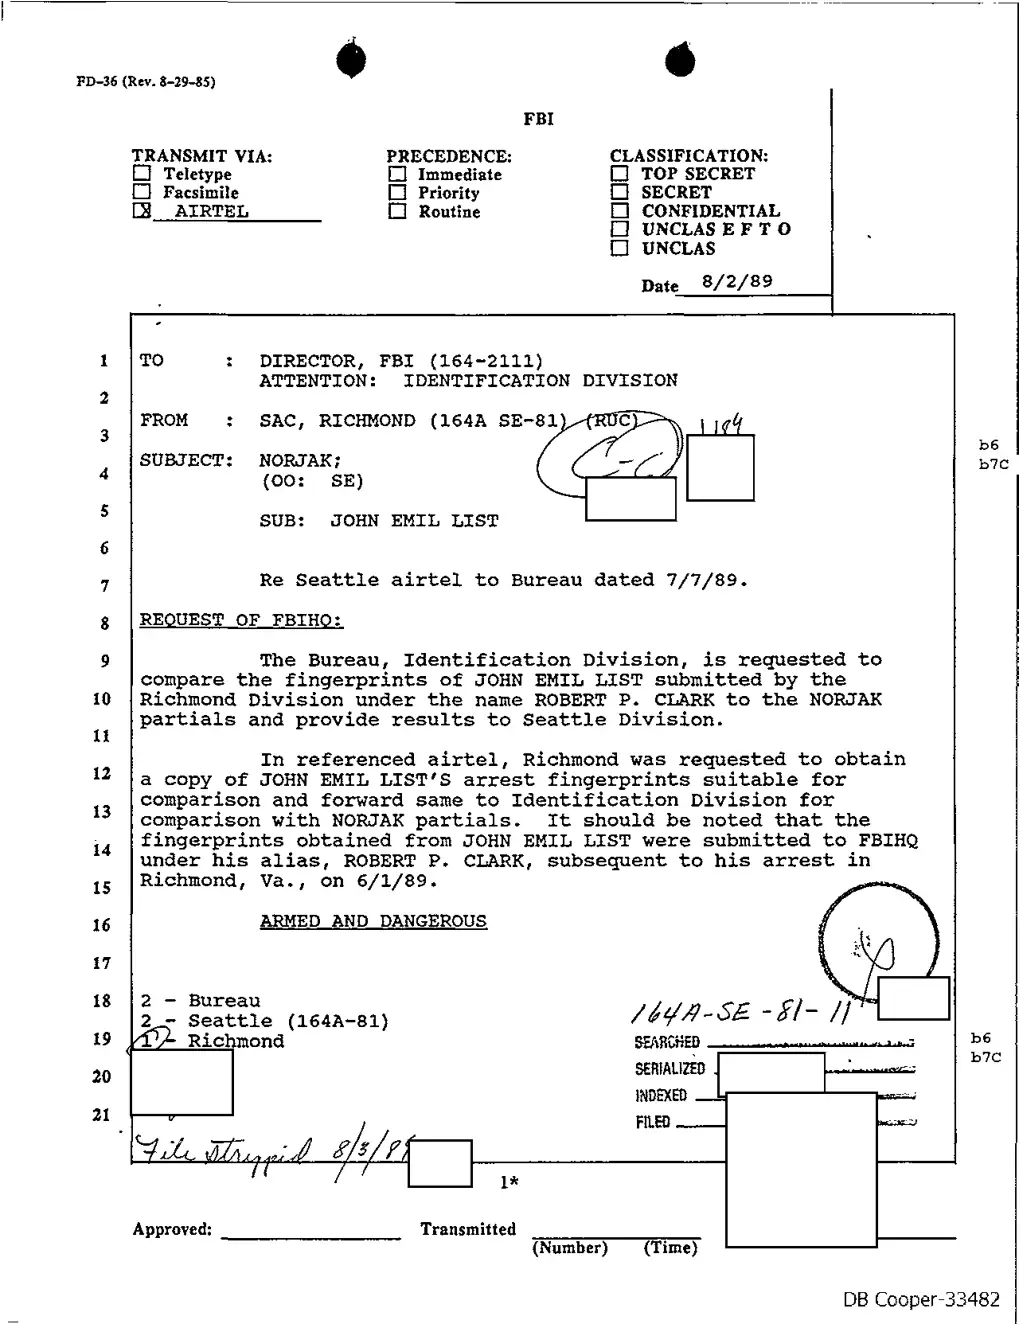 FD-36 (Rev. 8-29-85)
FBI
TRANSMIT VIA:
Teletype
Facsimile
AIRTEL
PRECEDENCE:
Immediate
Priority
Routine
CLASSIFICATION:
TOP SECRET
SECRET
CONFIDENTIAL
UNCLAS E F T O
UNCLAS
Date 8/2/89
1 TO : DIRECTOR, FBI (164-2111)
ATTENTION: IDENTIFICATION DIVISION
2
FROM : SAC, RICHMOND (164A SE-81) (RUC)
3
b6
b7C
SUBJECT: NORJAK;
4 (OO: SE)
5
SUB: JOHN EMIL LIST
6
7 Re Seattle airtel to Bureau dated 7/7/89.
8 REQUEST OF FBIHQ:
9 The Bureau, Identification Division, is requested to
compare the fingerprints of JOHN EMIL LIST submitted by the
10 Richmond Division under the name ROBERT P. CLARK to the NORJAK
partials and provide results to Seattle Division.
11
In referenced airtel, Richmond was requested to obtain
12 a copy of JOHN EMIL LIST'S arrest fingerprints suitable for
comparison and forward same to Identification Division for
13 comparison with NORJAK partials. It should be noted that the
fingerprints obtained from JOHN EMIL LIST were submitted to FBIHQ
14 under his alias, ROBERT P. CLARK, subsequent to his arrest in
15 Richmond, Va., on 6/1/89.
16 ARMED AND DANGEROUS
17
18 2 - Bureau
2 - Seattle (164A-81)
19 1 - Richmond
20
21
164A-SE-81-11
SEARCHED
SERIALIZED
INDEXED
FILED
b6
b7C
File stripped 8/3/89
1*
Approved:
Transmitted
(Number) (Time)
DB Cooper-33482